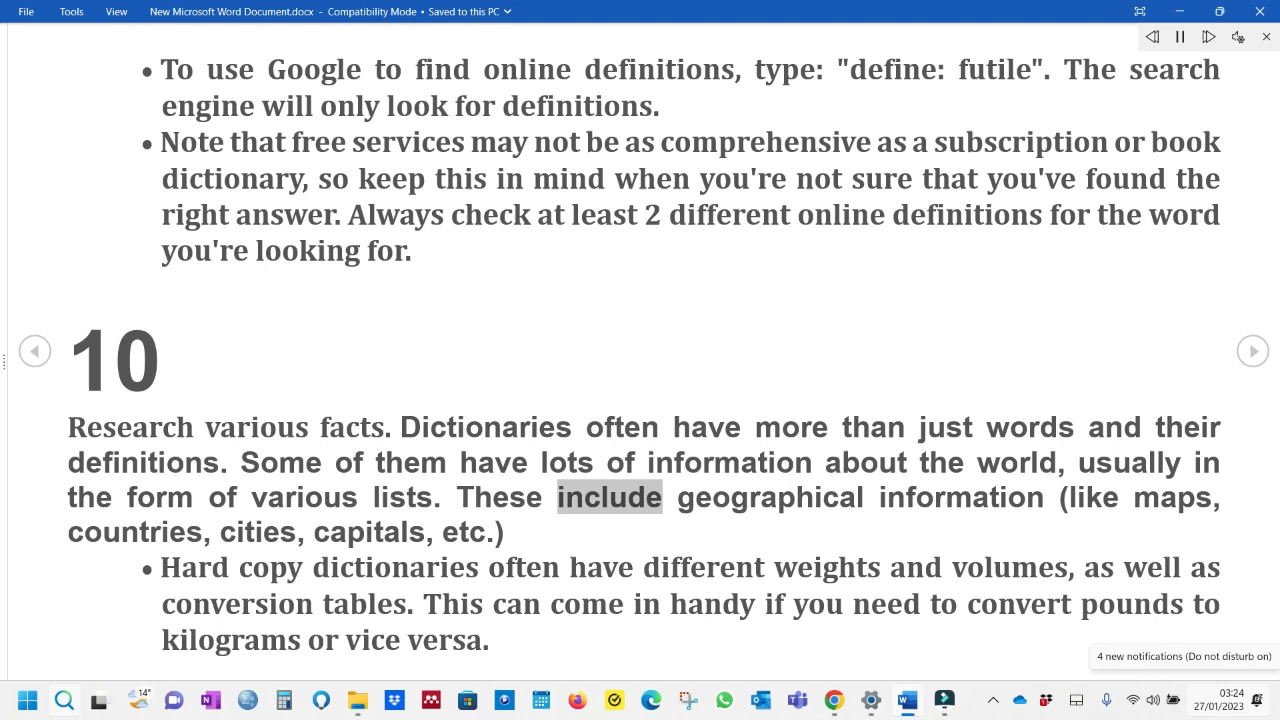 File Tools View New Microsoft Word Document.docx - Compatibility Mode • Saved to this PC
• To use Google to find online definitions, type: "define: futile". The search
engine will only look for definitions.
• Note that free services may not be as comprehensive as a subscription or book
dictionary, so keep this in mind when you're not sure that you've found the
right answer. Always check at least 2 different online definitions for the word
you're looking for.
10
Research various facts. Dictionaries often have more than just words and their
definitions. Some of them have lots of information about the world, usually in
the form of various lists. These include geographical information (like maps,
countries, cities, capitals, etc.)
• Hard copy dictionaries often have different weights and volumes, as well as
conversion tables. This can come in handy if you need to convert pounds to
kilograms or vice versa.
4 new notifications (Do not disturb on)
14°
03:24
27/01/2023